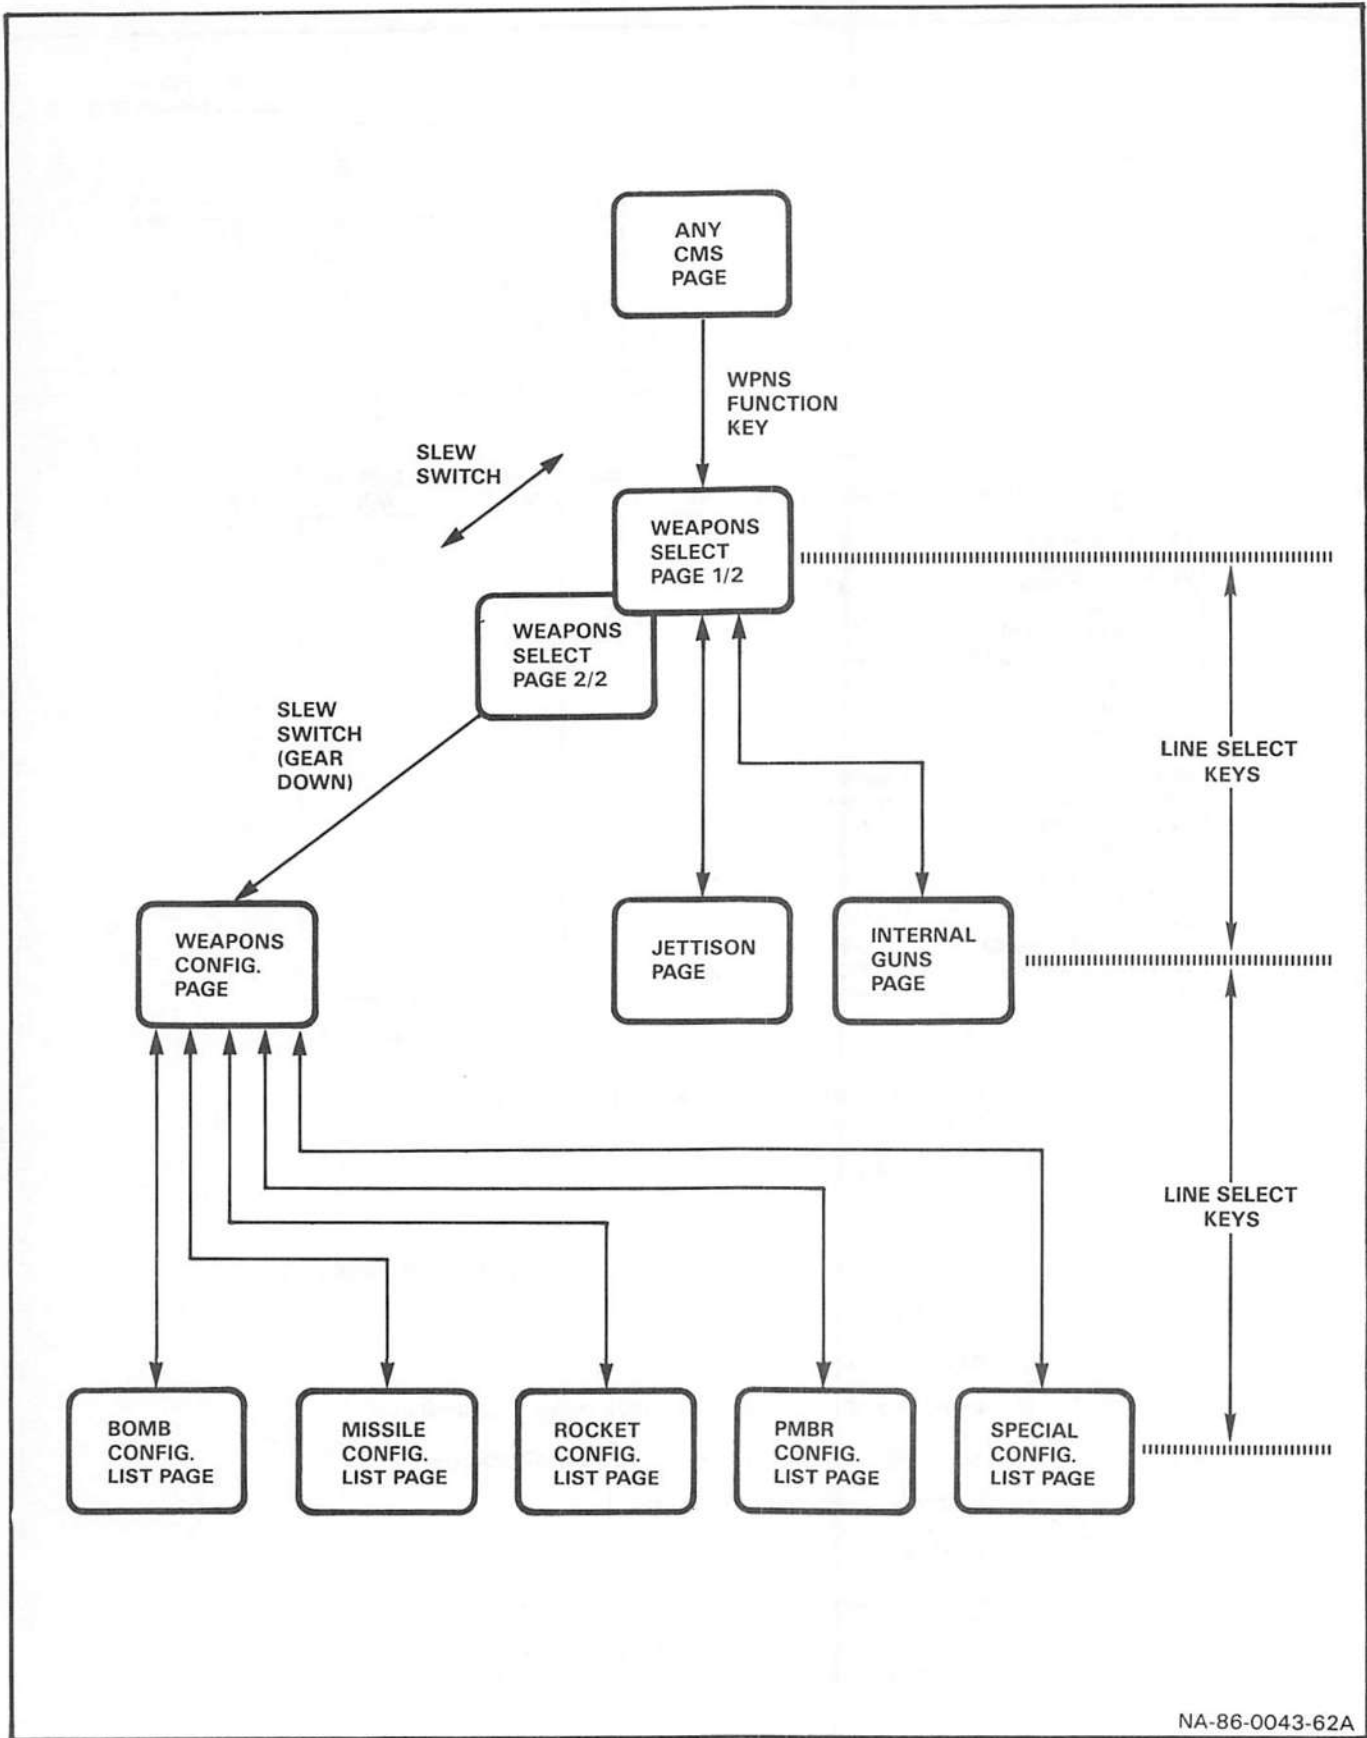 ANY
CMS
PAGE
WPNS
FUNCTION
KEY
SLEW
SWITCH
WEAPONS
SELECT
PAGE 1/2
WEAPONS
SELECT
PAGE 2/2
SLEW
SWITCH
(GEAR
DOWN)
LINE SELECT
KEYS
WEAPONS
CONFIG.
PAGE
JETTISON
PAGE
INTERNAL
GUNS
PAGE
LINE SELECT
KEYS
BOMB
CONFIG.
LIST PAGE
MISSILE
CONFIG.
LIST PAGE
ROCKET
CONFIG.
LIST PAGE
PMBR
CONFIG.
LIST PAGE
SPECIAL
CONFIG.
LIST PAGE
NA-86-0043-62A